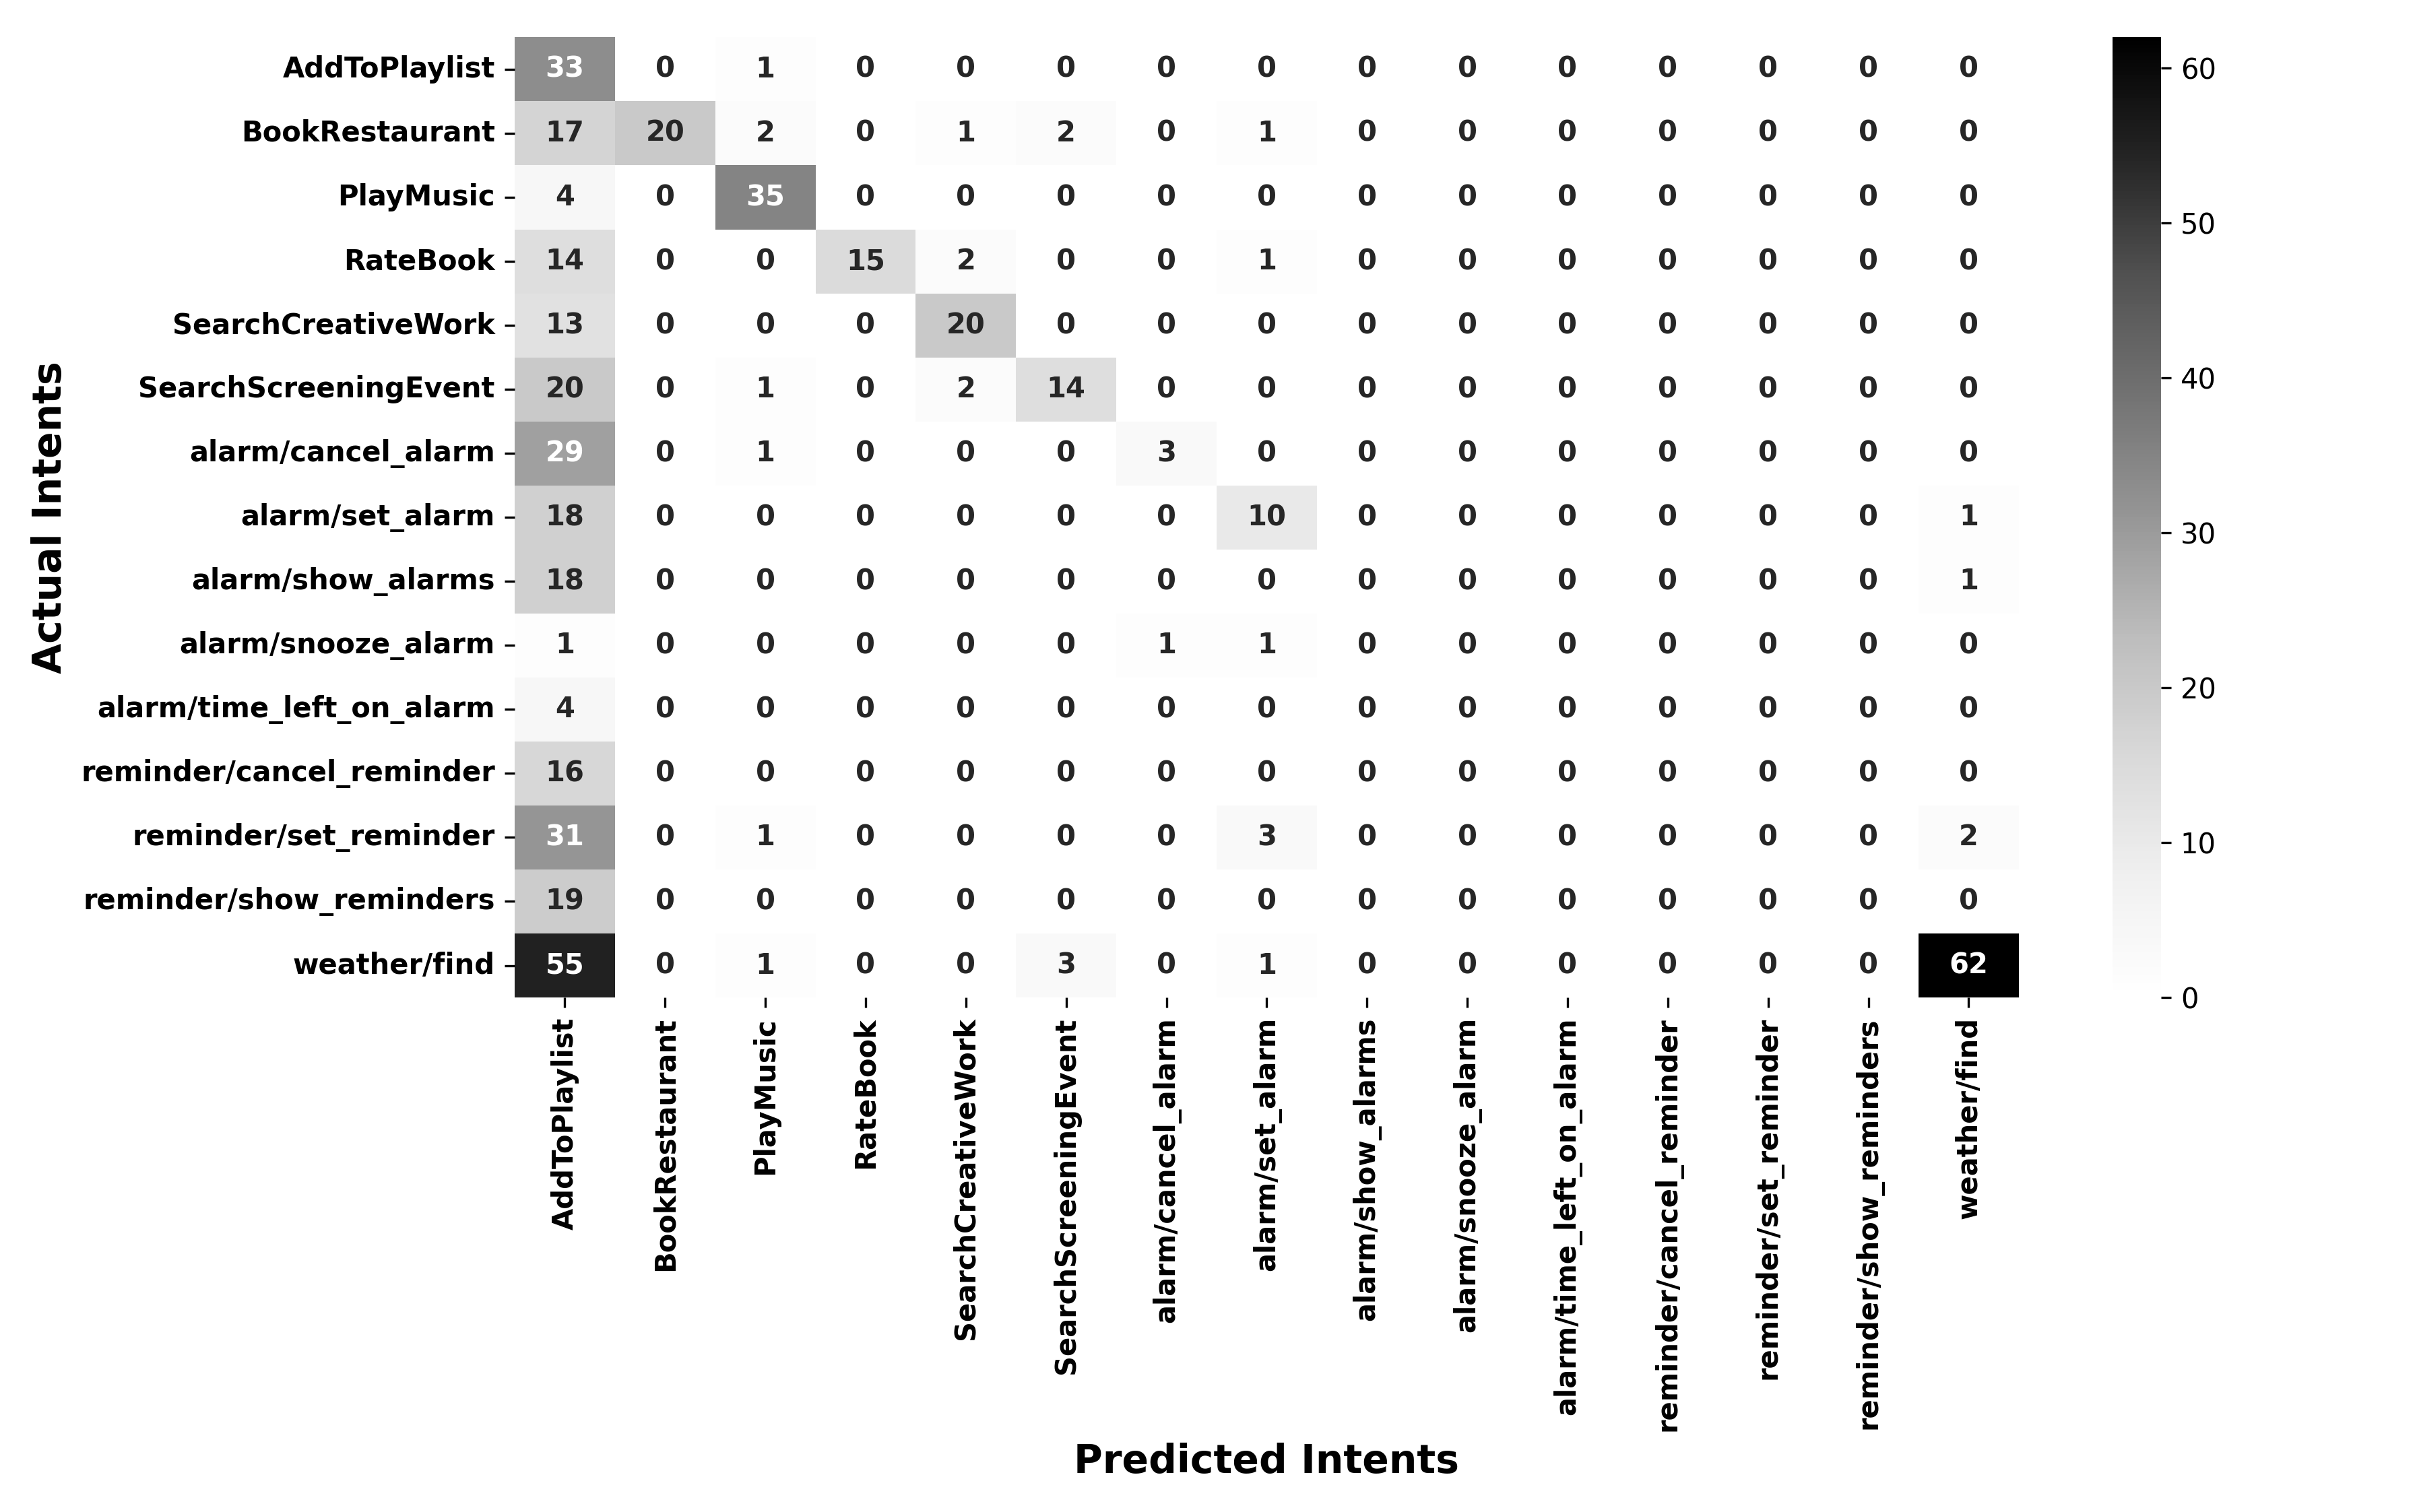 AddToPlaylist 33 0 1 0 0 0 0 0 0 0 0 0 0 0 0
BookRestaurant 17 20 2 0 1 2 0 1 0 0 0 0 0 0 0
PlayMusic 4 0 35 0 0 0 0 0 0 0 0 0 0 0 0
RateBook 14 0 0 15 2 0 0 1 0 0 0 0 0 0 0
SearchCreativeWork 13 0 0 0 20 0 0 0 0 0 0 0 0 0 0
SearchScreeningEvent 20 0 1 0 2 14 0 0 0 0 0 0 0 0 0
alarm/cancel_alarm 29 0 1 0 0 0 3 0 0 0 0 0 0 0 0
alarm/set_alarm 18 0 0 0 0 0 0 10 0 0 0 0 0 0 1
alarm/show_alarms 18 0 0 0 0 0 0 0 0 0 0 0 0 0 1
alarm/snooze_alarm 1 0 0 0 0 0 1 1 0 0 0 0 0 0 0
alarm/time_left_on_alarm 4 0 0 0 0 0 0 0 0 0 0 0 0 0 0
reminder/cancel_reminder 16 0 0 0 0 0 0 0 0 0 0 0 0 0 0
reminder/set_reminder 31 0 1 0 0 0 0 3 0 0 0 0 0 0 2
reminder/show_reminders 19 0 0 0 0 0 0 0 0 0 0 0 0 0 0
weather/find 55 0 1 0 0 3 0 1 0 0 0 0 0 0 62
Actual Intents
AddToPlaylist
BookRestaurant
PlayMusic
RateBook
SearchCreativeWork
SearchScreeningEvent
alarm/cancel_alarm
alarm/set_alarm
alarm/show_alarms
alarm/snooze_alarm
alarm/time_left_on_alarm
reminder/cancel_reminder
reminder/set_reminder
reminder/show_reminders
weather/find
Predicted Intents
60
50
40
30
20
10
0